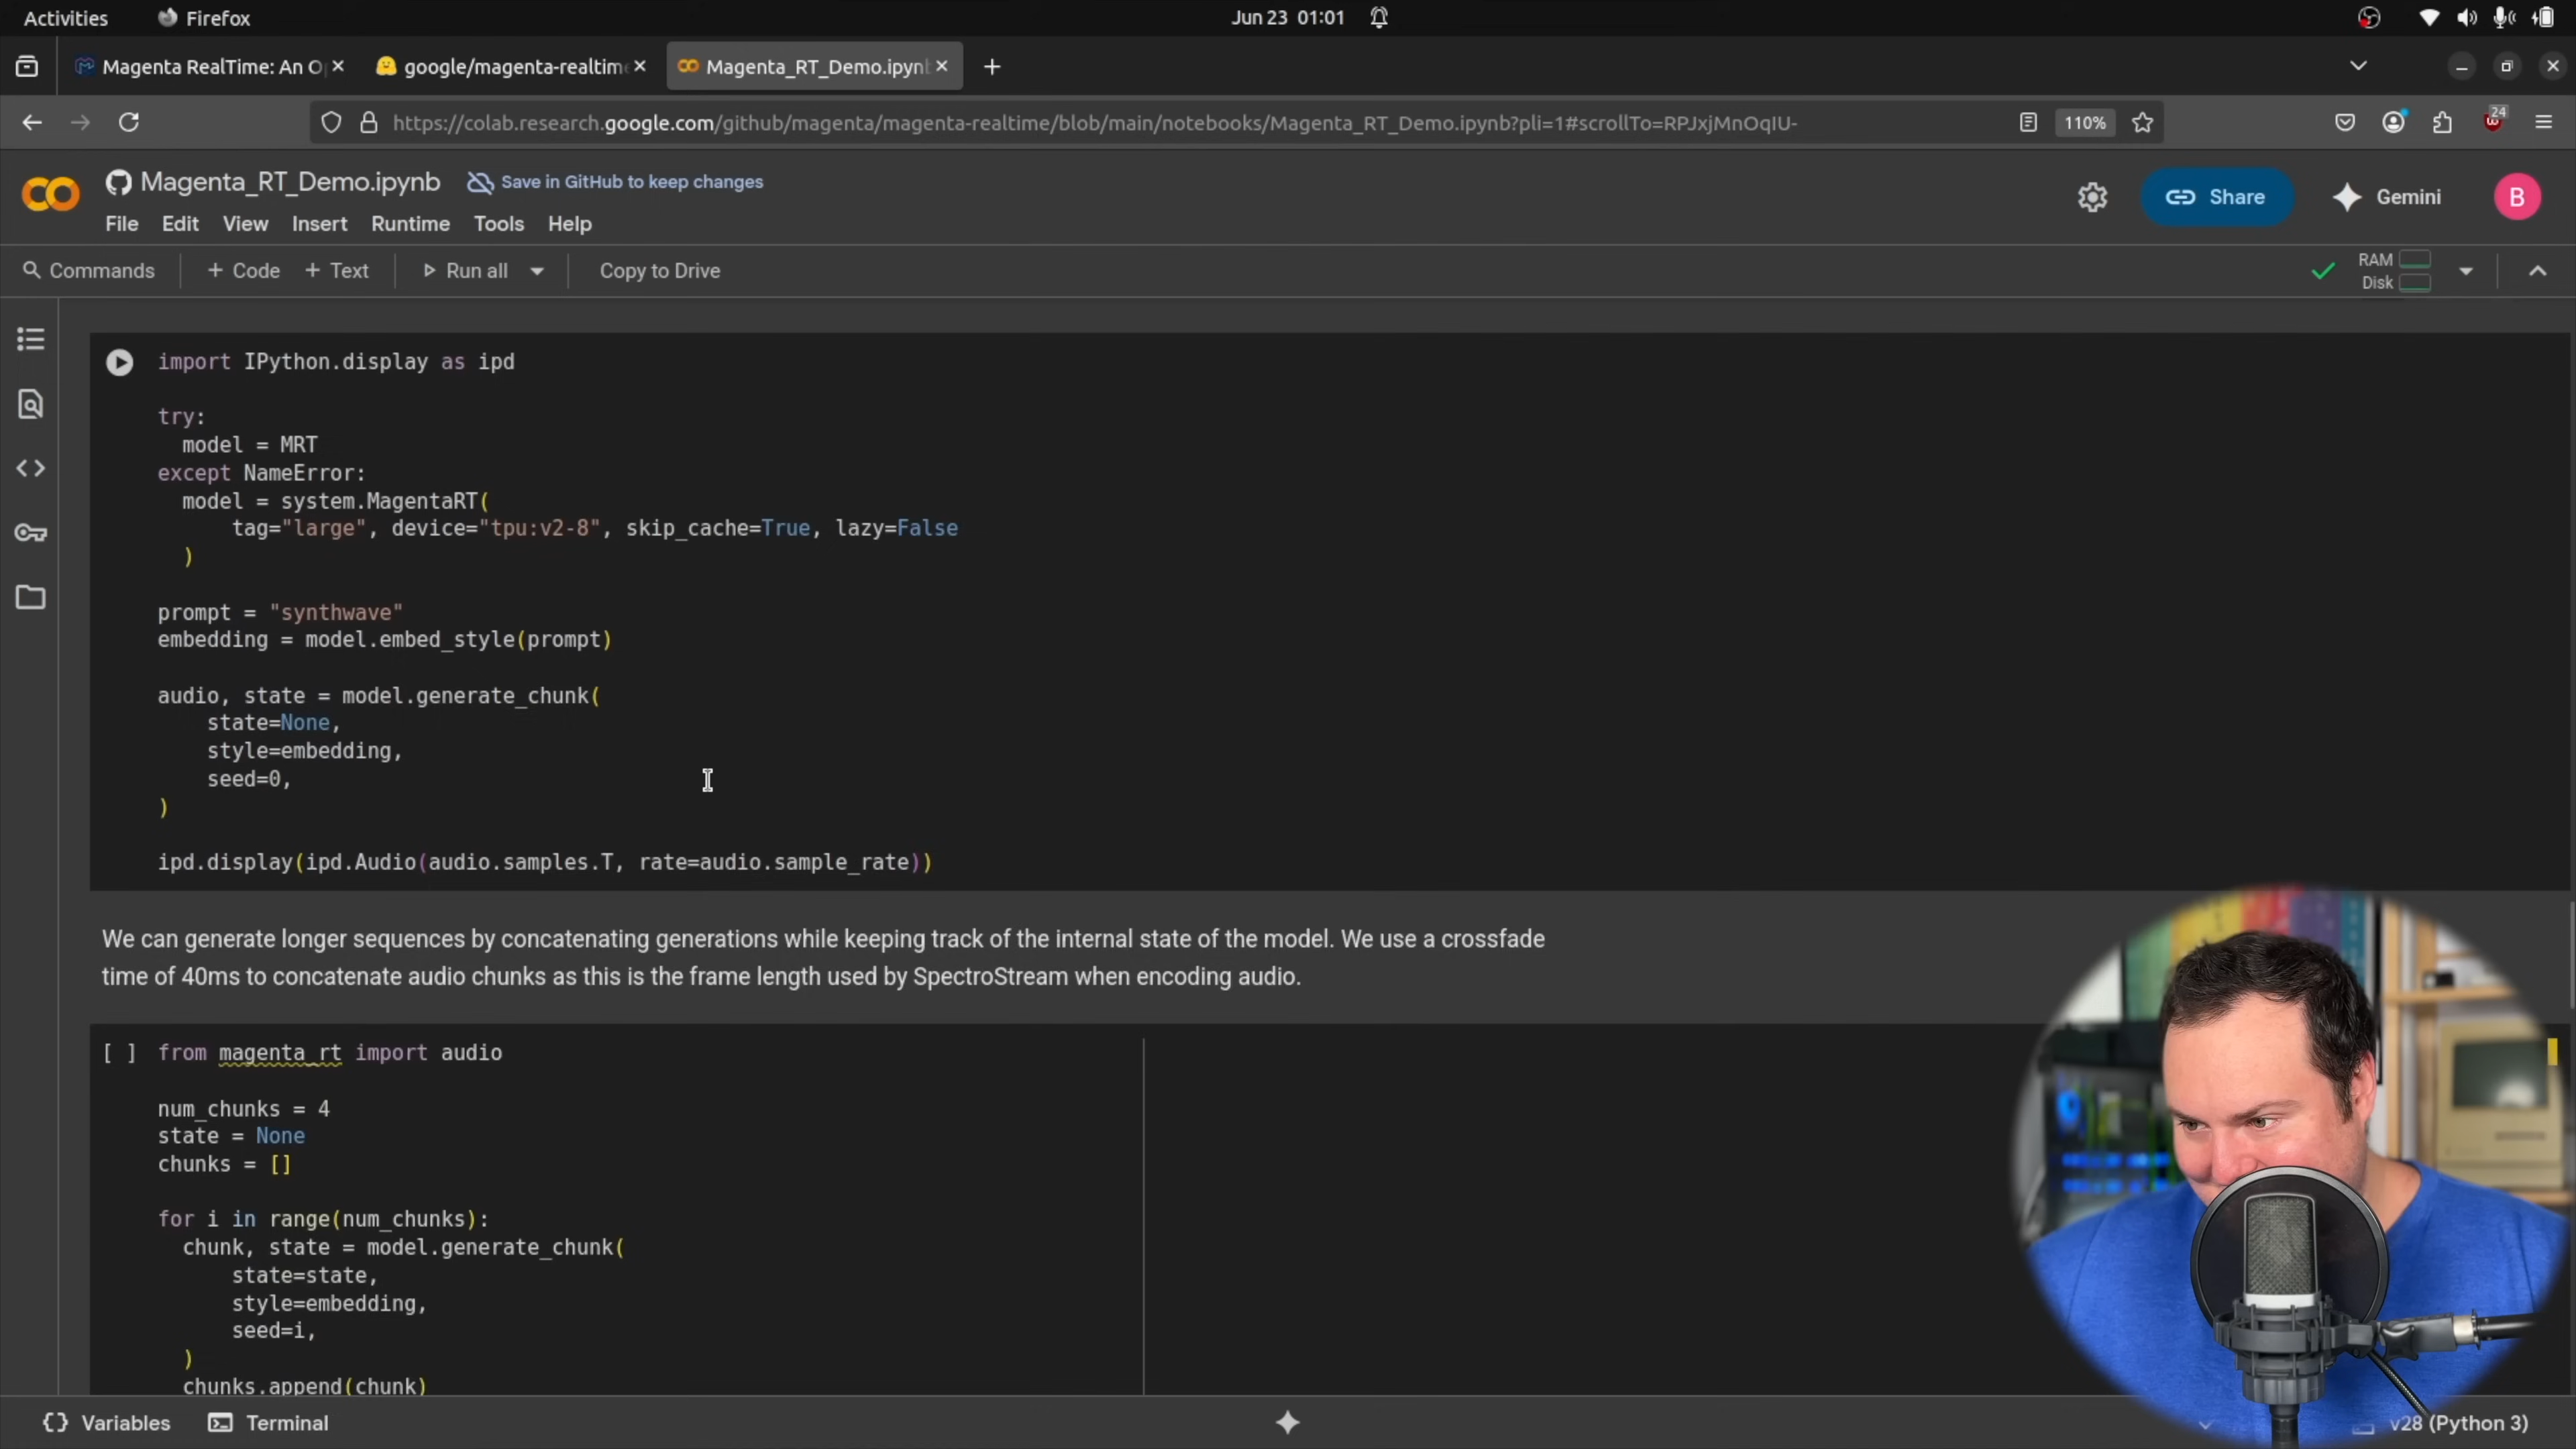 Activities Firefox Jun 23 01:01
Magenta RealTime: An O google/magenta-realtime Magenta_RT_Demo.ipynb
https://colab.research.google.com/github/magenta/magenta-realtime/blob/main/notebooks/Magenta_RT_Demo.ipynb?pli=1#scrollTo=RPJxjMnOqIU- 110% 24
Magenta_RT_Demo.ipynb Save in GitHub to keep changes
Share Gemini B
File Edit View Insert Runtime Tools Help
Commands + Code + Text Run all Copy to Drive RAM
Disk
import IPython.display as ipd
try:
model = MRT
except NameError:
model = system.MagentaRT(
tag="large", device="tpu:v2-8", skip_cache=True, lazy=False
)
prompt = "synthwave"
embedding = model.embed_style(prompt)
audio, state = model.generate_chunk(
state=None,
style=embedding,
seed=0,
)
ipd.display(ipd.Audio(audio.samples.T, rate=audio.sample_rate))
We can generate longer sequences by concatenating generations while keeping track of the internal state of the model. We use a crossfade
time of 40ms to concatenate audio chunks as this is the frame length used by SpectroStream when encoding audio.
[ ] from magenta_rt import audio
num_chunks = 4
state = None
chunks = []
for i in range(num_chunks):
chunk, state = model.generate_chunk(
state=state,
style=embedding,
seed=i,
)
chunks.append(chunk)
{} Variables Terminal v28 (Python 3)